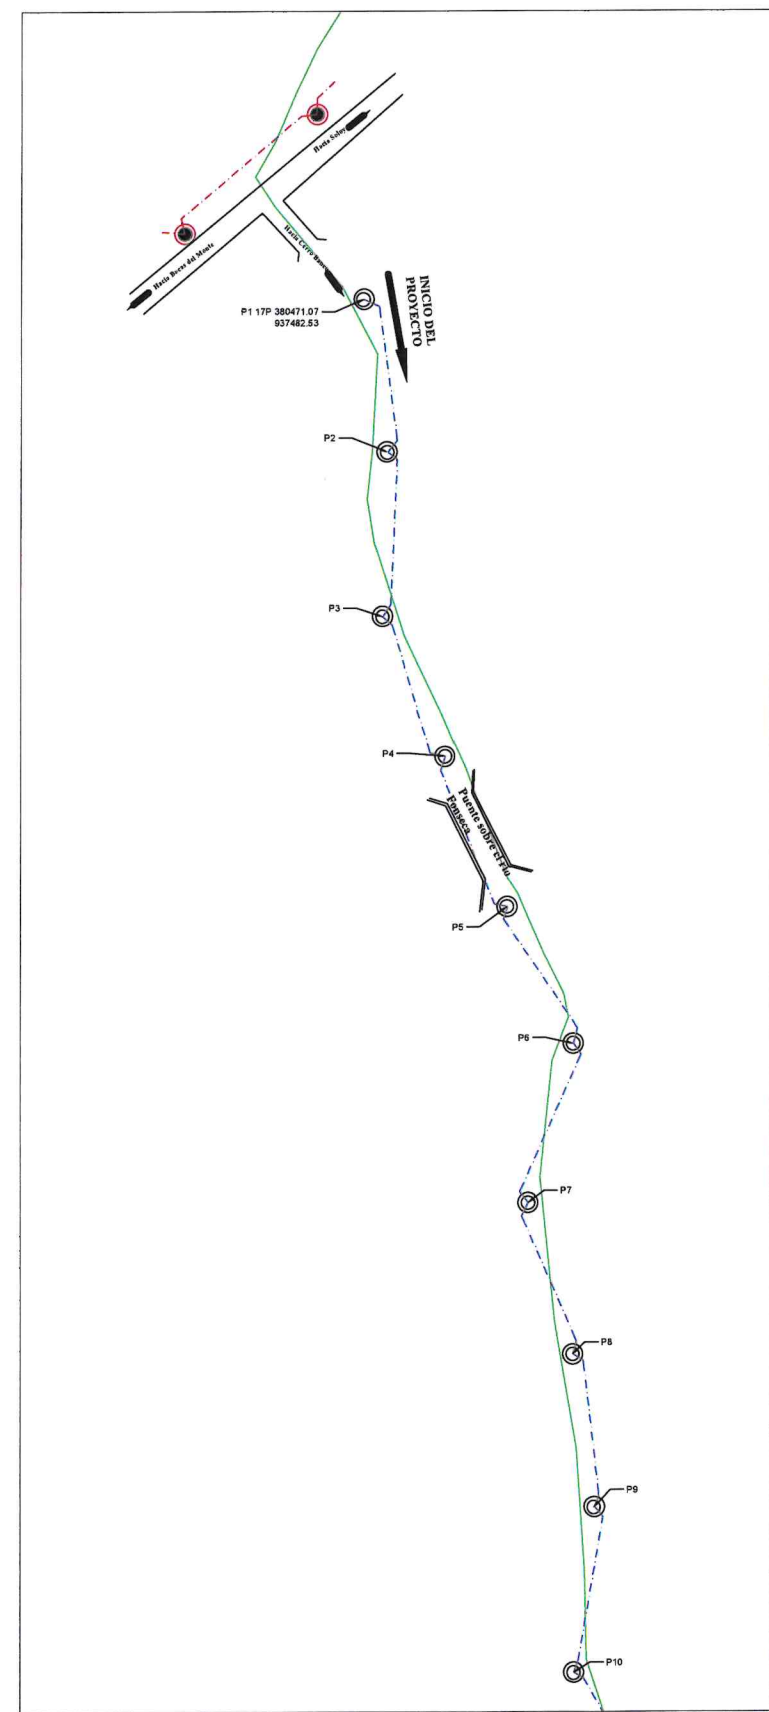 Hacia Soloy
Hacia Bocas del Monte
Hacia Cerro
P1 17P 380471.07
937482.53
INICIO DEL
PROYECTO
P2
P3
P4
Puente sobre el río
Fonseca
P5
P6
P7
P8
P9
P10